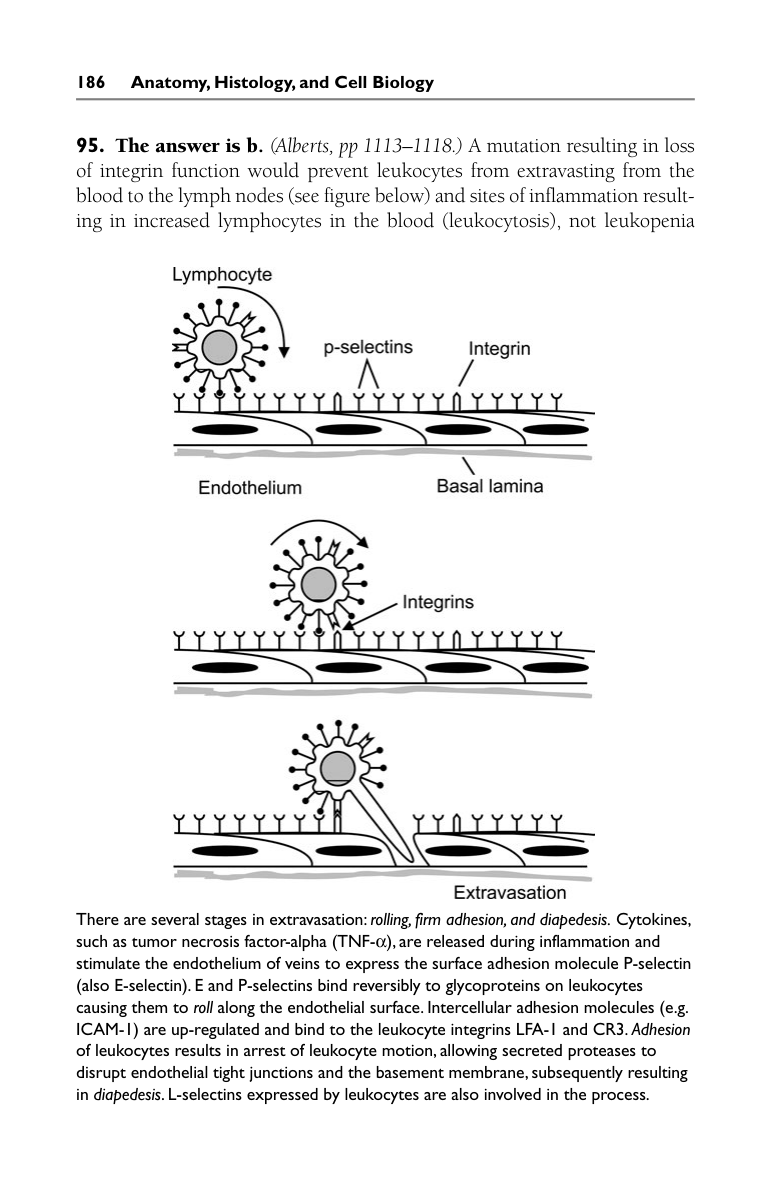 186 Anatomy, Histology, and Cell Biology
95. The answer is b. (Alberts, pp 1113–1118.) A mutation resulting in loss
of integrin function would prevent leukocytes from extravasting from the
blood to the lymph nodes (see figure below) and sites of inflammation result-
ing in increased lymphocytes in the blood (leukocytosis), not leukopenia
Lymphocyte
p-selectins
Integrin
Endothelium
Basal lamina
Integrins
Extravasation
There are several stages in extravasation: rolling, firm adhesion, and diapedesis. Cytokines,
such as tumor necrosis factor-alpha (TNF-α), are released during inflammation and
stimulate the endothelium of veins to express the surface adhesion molecule P-selectin
(also E-selectin). E and P-selectins bind reversibly to glycoproteins on leukocytes
causing them to roll along the endothelial surface. Intercellular adhesion molecules (e.g.
ICAM-1) are up-regulated and bind to the leukocyte integrins LFA-1 and CR3. Adhesion
of leukocytes results in arrest of leukocyte motion, allowing secreted proteases to
disrupt endothelial tight junctions and the basement membrane, subsequently resulting
in diapedesis. L-selectins expressed by leukocytes are also involved in the process.